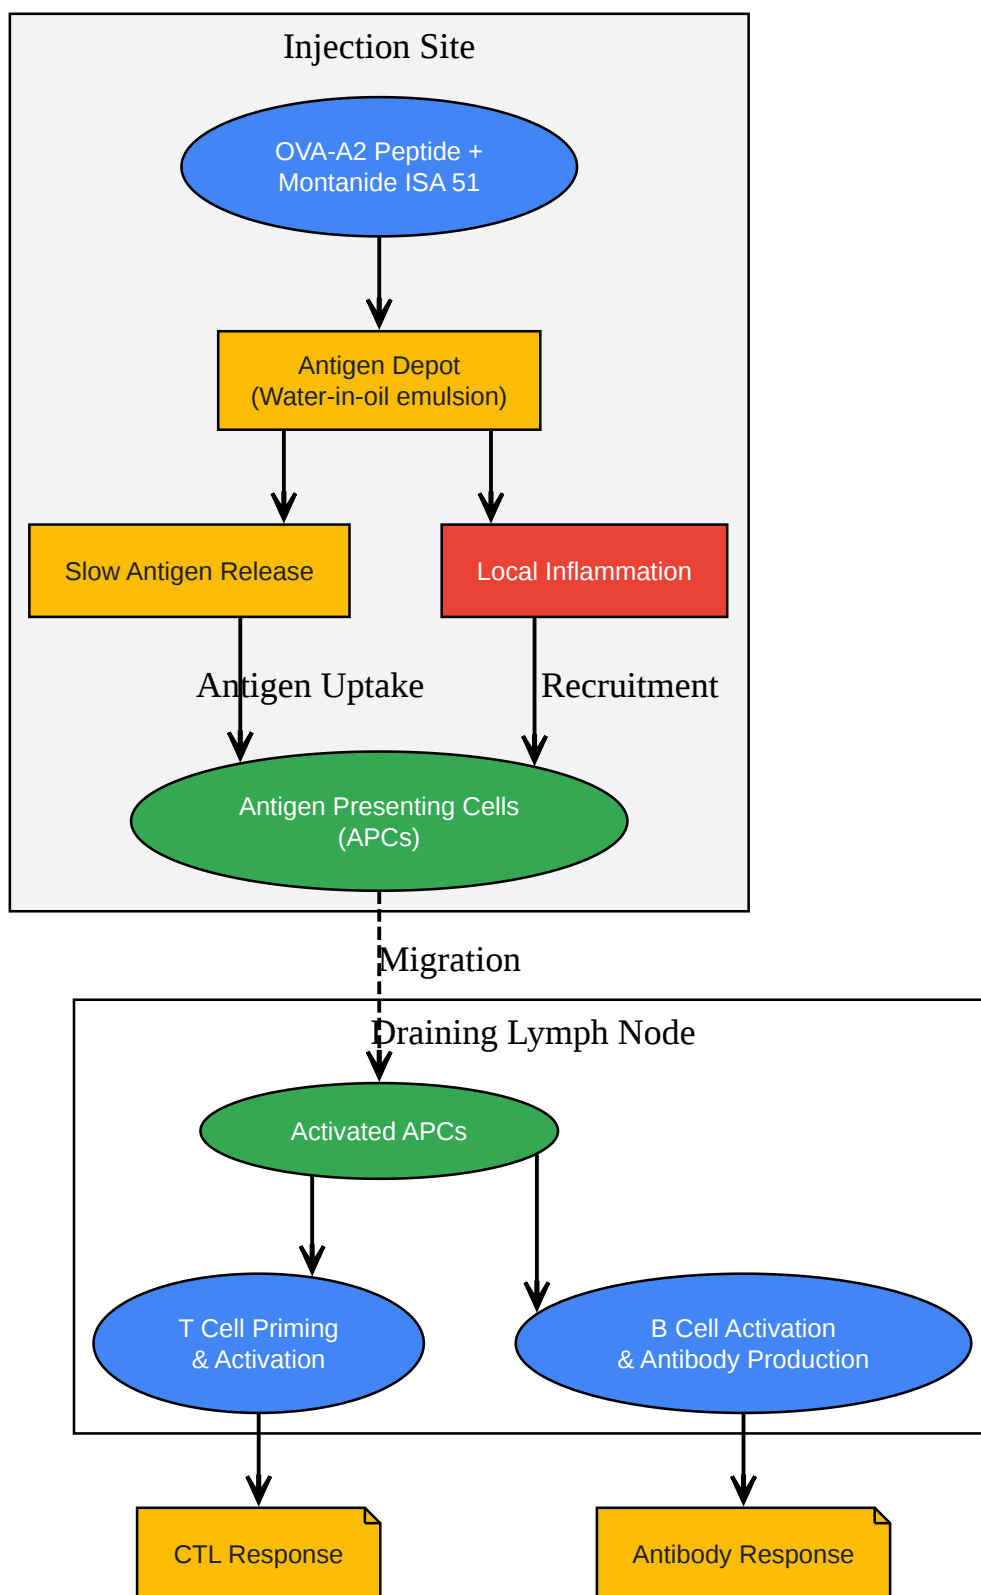 Injection Site
OVA-A2 Peptide +
Montanide ISA 51
Antigen Depot
(Water-in-oil emulsion)
Slow Antigen Release
Local Inflammation
Antigen Uptake
Recruitment
Antigen Presenting Cells
(APCs)
Migration
Draining Lymph Node
Activated APCs
T Cell Priming
& Activation
B Cell Activation
& Antibody Production
CTL Response
Antibody Response